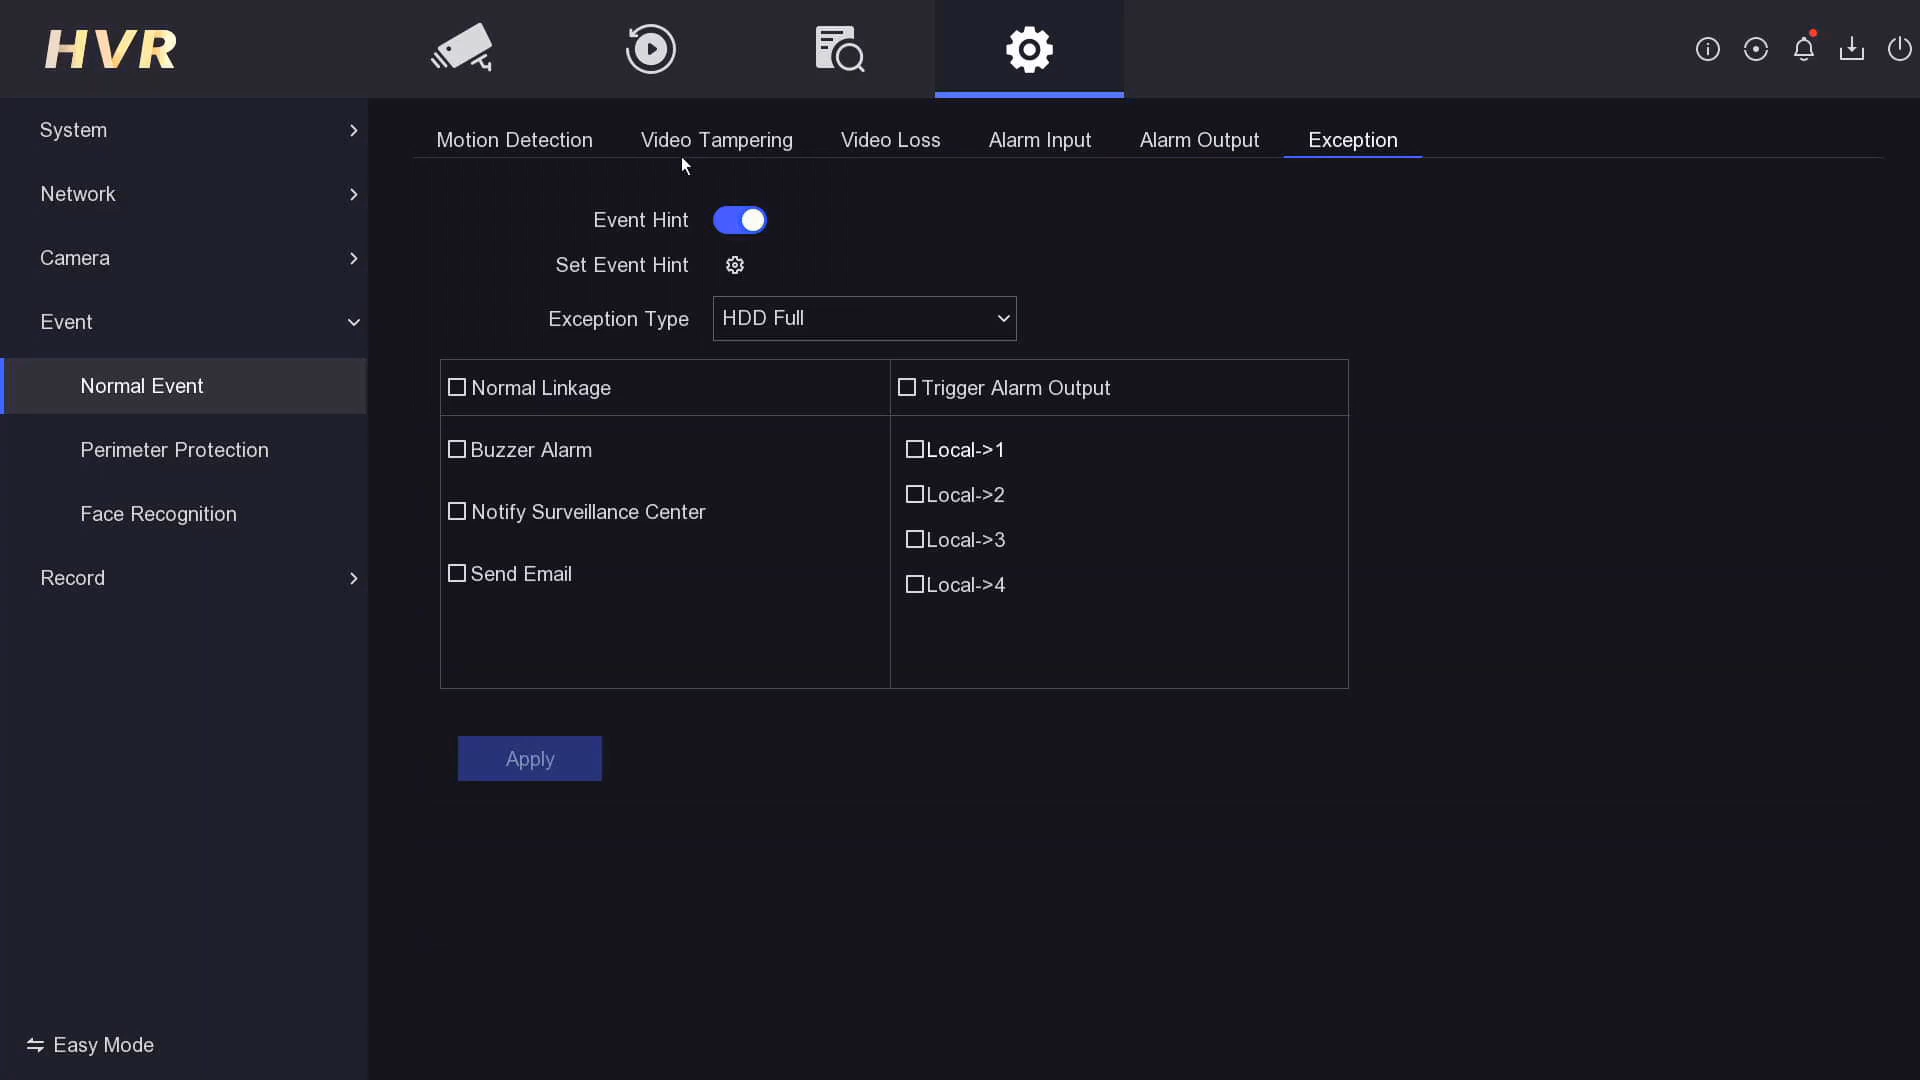 HVR
System
Network
Camera
Event
Normal Event
Perimeter Protection
Face Recognition
Record
Easy Mode
Motion Detection Video Tampering Video Loss Alarm Input Alarm Output Exception
Event Hint
Set Event Hint
Exception Type HDD Full
Normal Linkage Trigger Alarm Output
Buzzer Alarm Local->1
Local->2
Notify Surveillance Center
Local->3
Send Email Local->4
Apply